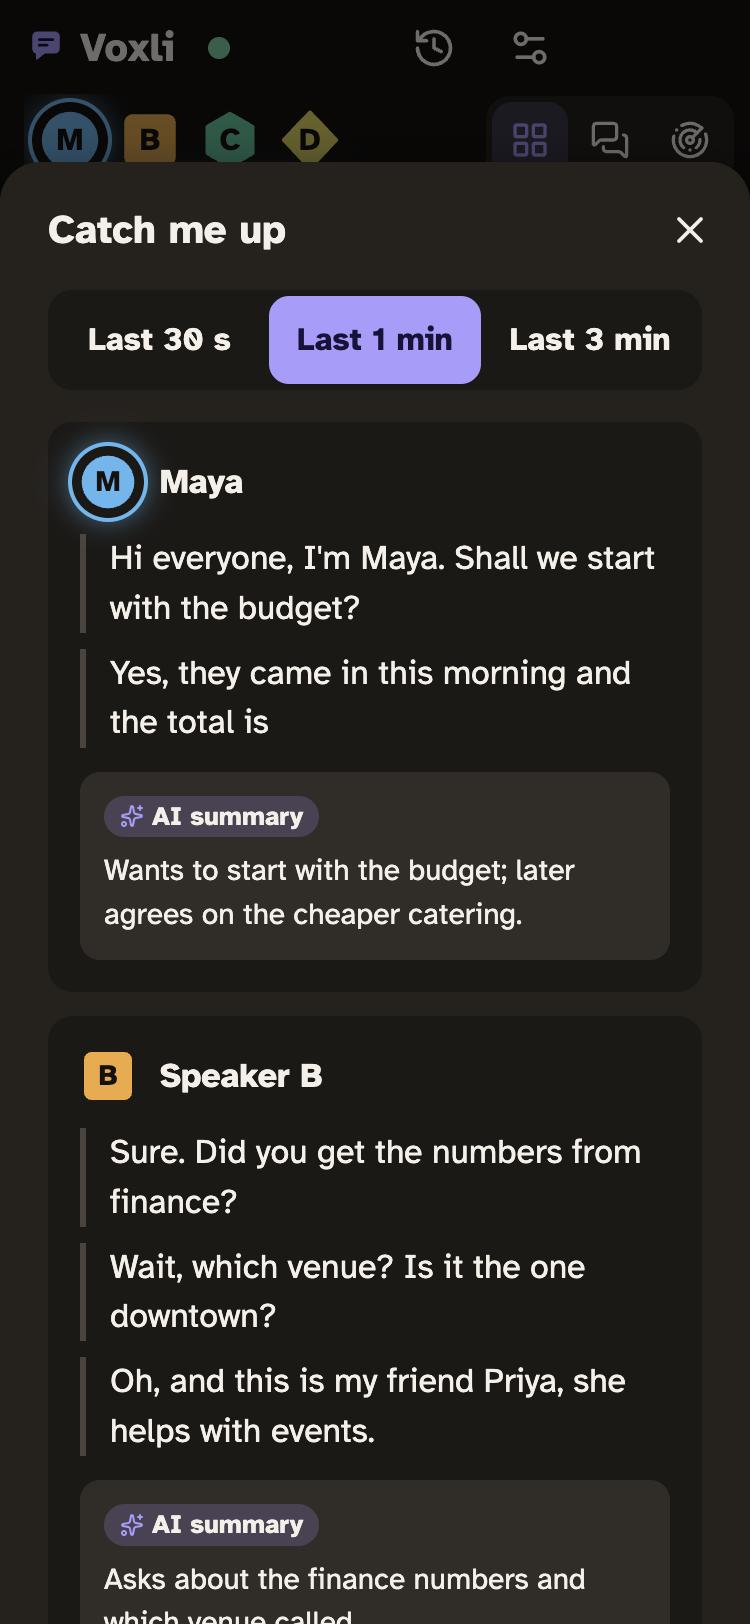 Voxli
M B C D
Catch me up
Last 30 s Last 1 min Last 3 min
M Maya
Hi everyone, I'm Maya. Shall we start
with the budget?
Yes, they came in this morning and
the total is
AI summary
Wants to start with the budget; later
agrees on the cheaper catering.
B Speaker B
Sure. Did you get the numbers from
finance?
Wait, which venue? Is it the one
downtown?
Oh, and this is my friend Priya, she
helps with events.
AI summary
Asks about the finance numbers and
which venue called